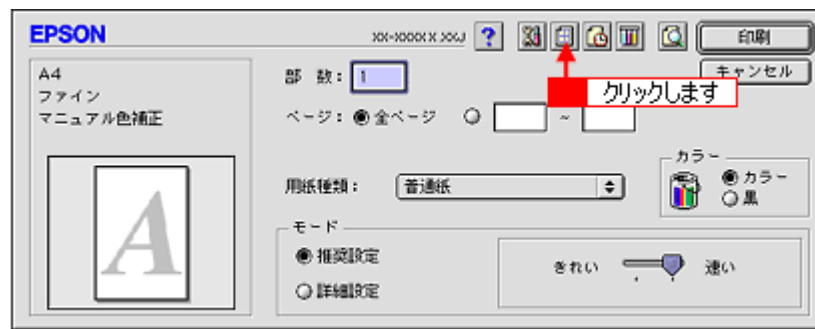 EPSON
?
印刷
A4
ファイン
マニュアル色補正
部 数: 1
キャンセル
クリックします
ページ: 全ページ ~
用紙種類: 普通紙
カラー
カラー
黒
モード
推奨設定
詳細設定
きれい 速い
A